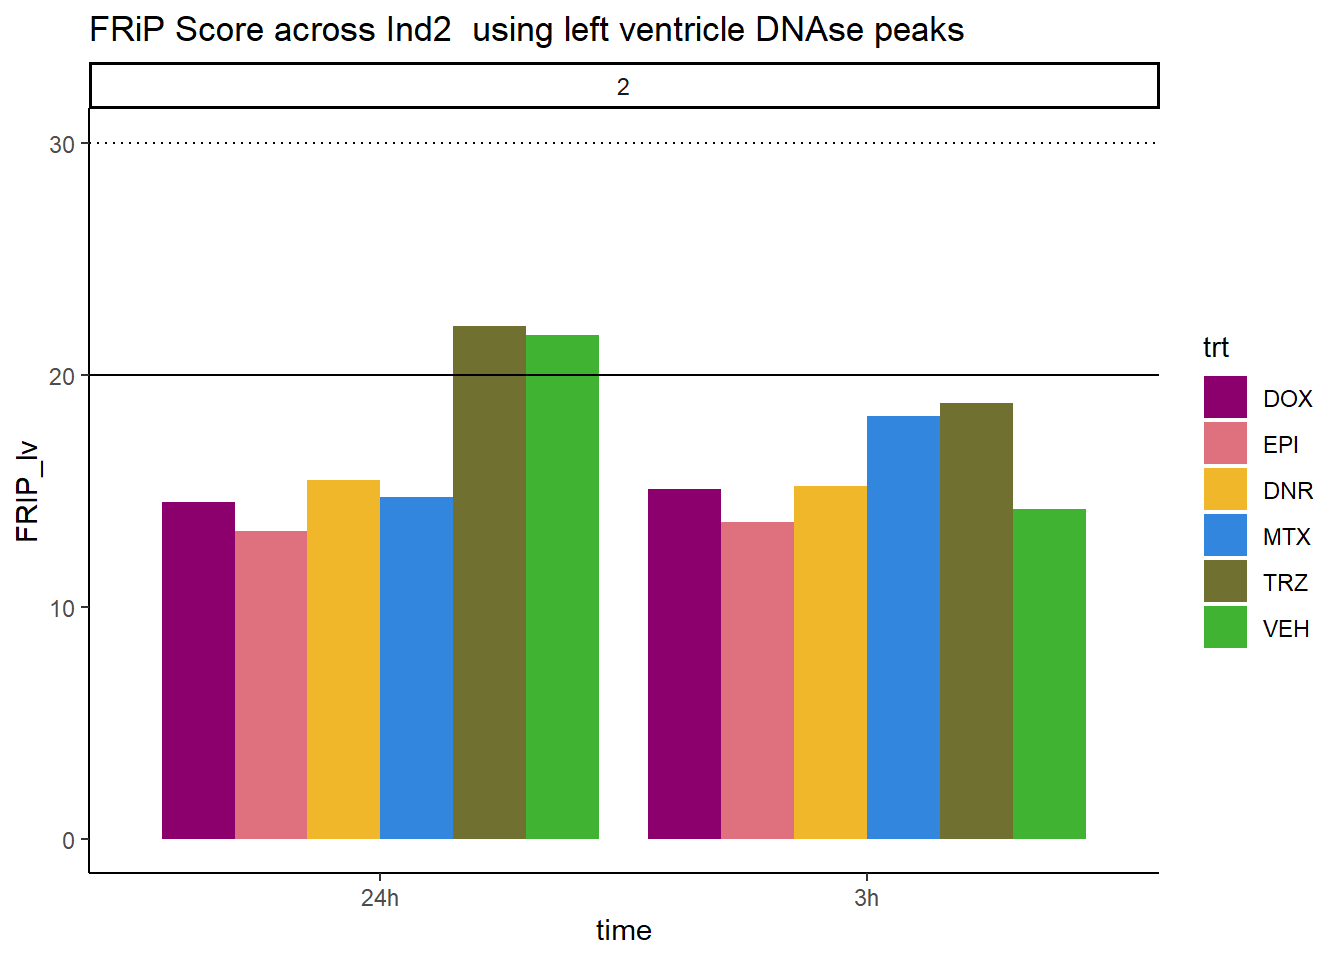 FRiP Score across Ind2  using left ventricle DNAse peaks
2
30
20
10
0
FRIP_lv
24h
3h
time
trt
DOX
EPI
DNR
MTX
TRZ
VEH